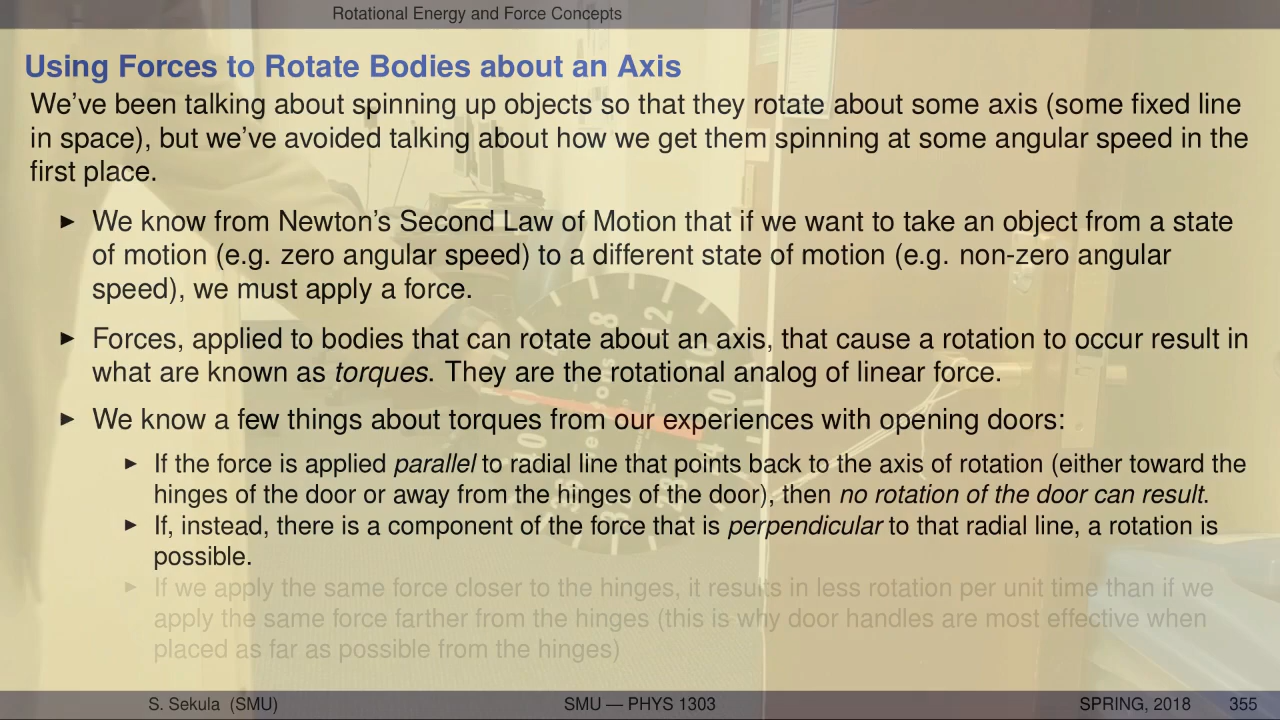 Rotational Energy and Force Concepts
Using Forces to Rotate Bodies about an Axis
We've been talking about spinning up objects so that they rotate about some axis (some fixed line
in space), but we've avoided talking about how we get them spinning at some angular speed in the
first place.
▶ We know from Newton's Second Law of Motion that if we want to take an object from a state
of motion (e.g. zero angular speed) to a different state of motion (e.g. non-zero angular
speed), we must apply a force.
▶ Forces, applied to bodies that can rotate about an axis, that cause a rotation to occur result in
what are known as torques. They are the rotational analog of linear force.
▶ We know a few things about torques from our experiences with opening doors:
▶ If the force is applied parallel to radial line that points back to the axis of rotation (either toward the
hinges of the door or away from the hinges of the door), then no rotation of the door can result.
▶ If, instead, there is a component of the force that is perpendicular to that radial line, a rotation is
possible.
▶ If we apply the same force closer to the hinges, it results in less rotation per unit time than if we
apply the same force farther from the hinges (this is why door handles are most effective when
placed as far as possible from the hinges)
S. Sekula (SMU) SMU — PHYS 1303 SPRING, 2018 355